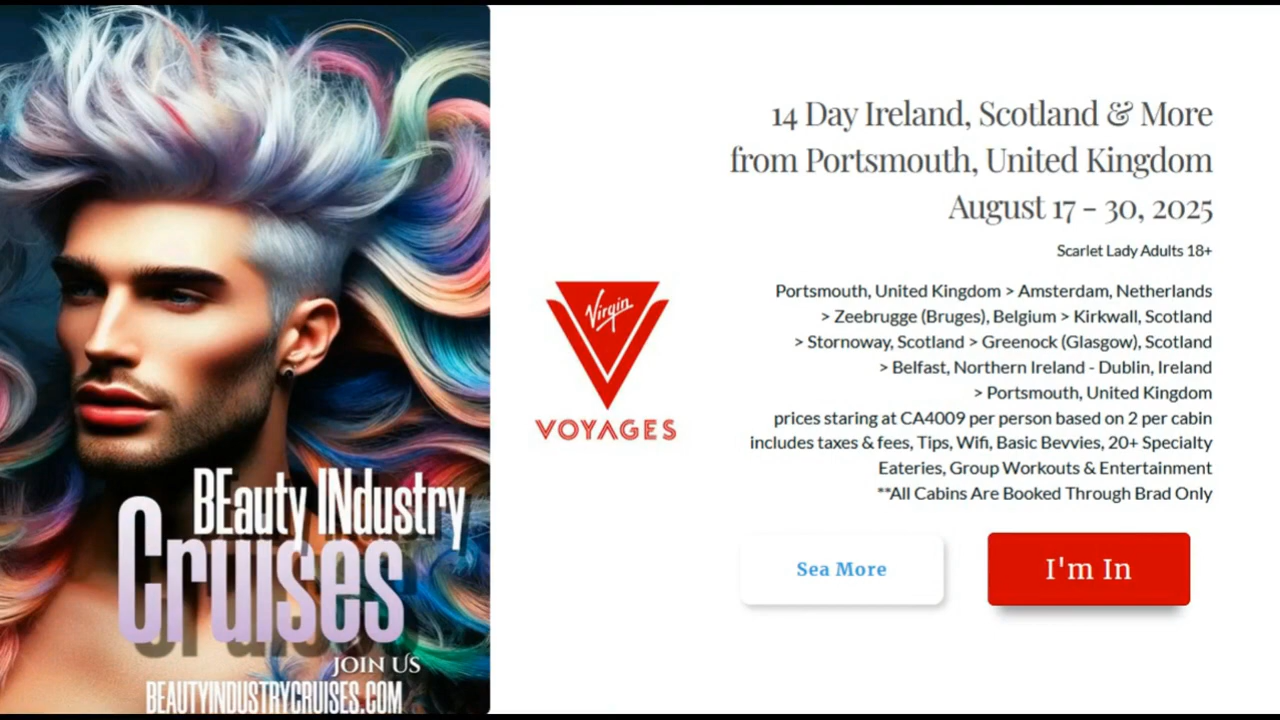 BEauty INdustry
Cruises
JOIN US
BEAUTYINDUSTRYCRUISES.COM
Virgin
VOYAGES
14 Day Ireland, Scotland & More
from Portsmouth, United Kingdom
August 17 - 30, 2025
Scarlet Lady Adults 18+
Portsmouth, United Kingdom > Amsterdam, Netherlands
> Zeebrugge (Bruges), Belgium > Kirkwall, Scotland
> Stornoway, Scotland > Greenock (Glasgow), Scotland
> Belfast, Northern Ireland - Dublin, Ireland
> Portsmouth, United Kingdom
prices staring at CA4009 per person based on 2 per cabin
includes taxes & fees, Tips, Wifi, Basic Bevvies, 20+ Specialty
Eateries, Group Workouts & Entertainment
**All Cabins Are Booked Through Brad Only
Sea More
I'm In